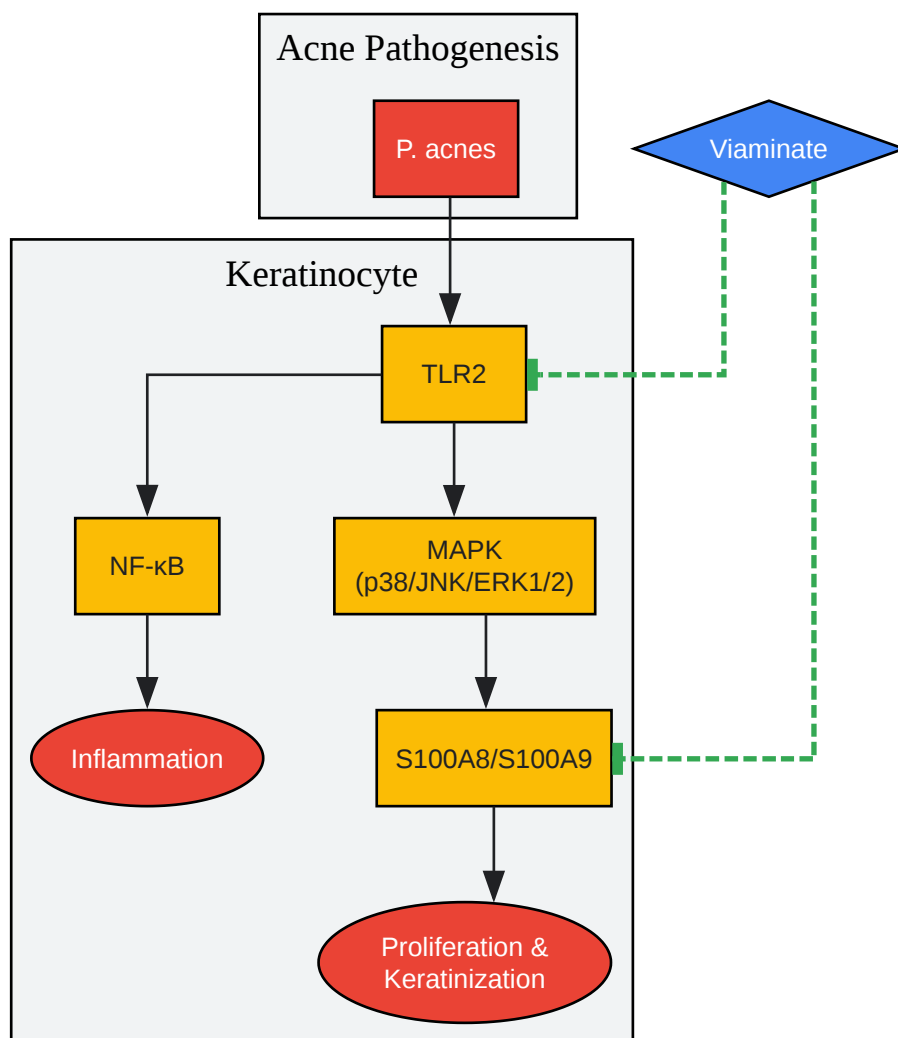 Acne Pathogenesis
P. acnes
Viaminate
Keratinocyte
TLR2
NF-κB
MAPK
(p38/JNK/ERK1/2)
Inflammation
S100A8/S100A9
Proliferation &
Keratinization